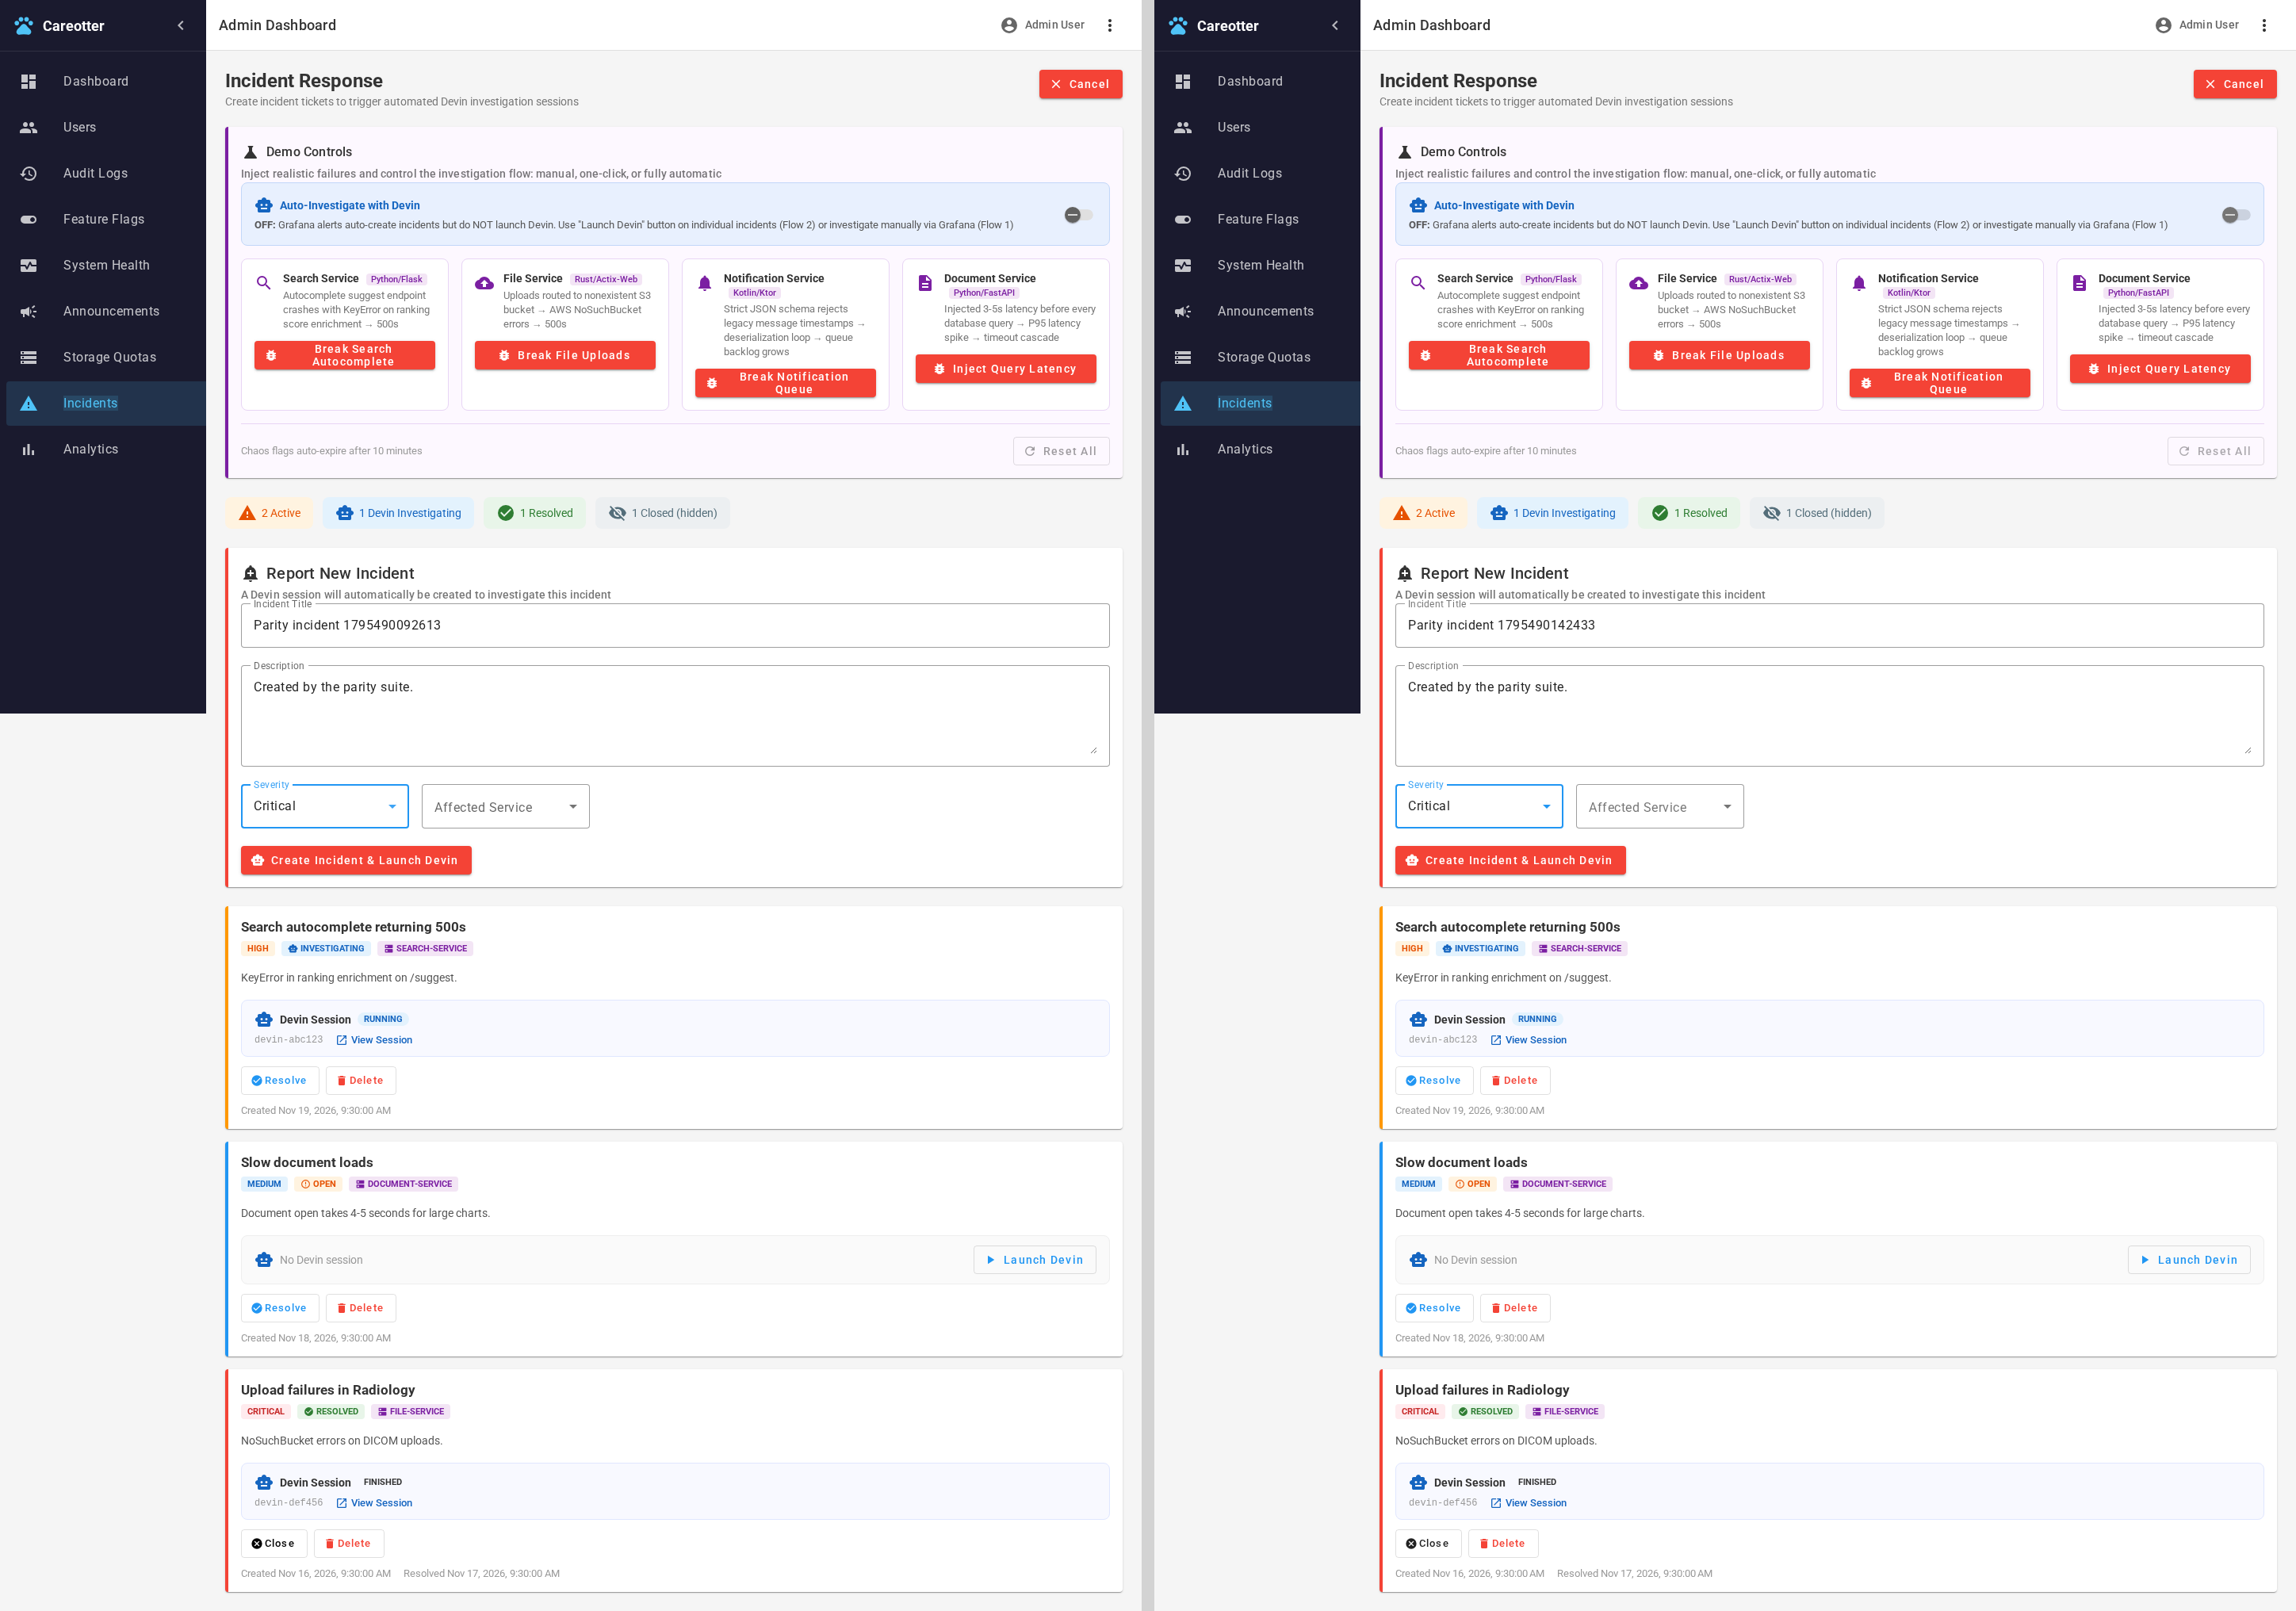 Careotter
Dashboard
Users
Audit Logs
Feature Flags
System Health
Announcements
Storage Quotas
Incidents
Analytics
Admin Dashboard
Admin User
Incident Response
Create incident tickets to trigger automated Devin investigation sessions
Cancel
Demo Controls
Inject realistic failures and control the investigation flow: manual, one-click, or fully automatic
Auto-Investigate with Devin
OFF: Grafana alerts auto-create incidents but do NOT launch Devin. Use "Launch Devin" button on individual incidents (Flow 2) or investigate manually via Grafana (Flow 1)
Search Service Python/Flask
Autocomplete suggest endpoint
crashes with KeyError on ranking
score enrichment → 500s
Break Search
Autocomplete
File Service Rust/Actix-Web
Uploads routed to nonexistent S3
bucket → AWS NoSuchBucket
errors → 500s
Break File Uploads
Notification Service
Kotlin/Ktor
Strict JSON schema rejects
legacy message timestamps →
deserialization loop → queue
backlog grows
Break Notification
Queue
Document Service
Python/FastAPI
Injected 3-5s latency before every
database query → P95 latency
spike → timeout cascade
Inject Query Latency
Chaos flags auto-expire after 10 minutes
Reset All
2 Active
1 Devin Investigating
1 Resolved
1 Closed (hidden)
Report New Incident
A Devin session will automatically be created to investigate this incident
Incident Title
Parity incident 1795490092613
Description
Created by the parity suite.
Severity
Critical
Affected Service
Create Incident & Launch Devin
Search autocomplete returning 500s
HIGH INVESTIGATING SEARCH-SERVICE
KeyError in ranking enrichment on /suggest.
Devin Session RUNNING
devin-abc123 View Session
Resolve Delete
Created Nov 19, 2026, 9:30:00 AM
Slow document loads
MEDIUM OPEN DOCUMENT-SERVICE
Document open takes 4-5 seconds for large charts.
No Devin session
Launch Devin
Resolve Delete
Created Nov 18, 2026, 9:30:00 AM
Upload failures in Radiology
CRITICAL RESOLVED FILE-SERVICE
NoSuchBucket errors on DICOM uploads.
Devin Session FINISHED
devin-def456 View Session
Close Delete
Created Nov 16, 2026, 9:30:00 AM Resolved Nov 17, 2026, 9:30:00 AM
Careotter
Dashboard
Users
Audit Logs
Feature Flags
System Health
Announcements
Storage Quotas
Incidents
Analytics
Admin Dashboard
Admin User
Incident Response
Create incident tickets to trigger automated Devin investigation sessions
Cancel
Demo Controls
Inject realistic failures and control the investigation flow: manual, one-click, or fully automatic
Auto-Investigate with Devin
OFF: Grafana alerts auto-create incidents but do NOT launch Devin. Use "Launch Devin" button on individual incidents (Flow 2) or investigate manually via Grafana (Flow 1)
Search Service Python/Flask
Autocomplete suggest endpoint
crashes with KeyError on ranking
score enrichment → 500s
Break Search
Autocomplete
File Service Rust/Actix-Web
Uploads routed to nonexistent S3
bucket → AWS NoSuchBucket
errors → 500s
Break File Uploads
Notification Service
Kotlin/Ktor
Strict JSON schema rejects
legacy message timestamps →
deserialization loop → queue
backlog grows
Break Notification
Queue
Document Service
Python/FastAPI
Injected 3-5s latency before every
database query → P95 latency
spike → timeout cascade
Inject Query Latency
Chaos flags auto-expire after 10 minutes
Reset All
2 Active
1 Devin Investigating
1 Resolved
1 Closed (hidden)
Report New Incident
A Devin session will automatically be created to investigate this incident
Incident Title
Parity incident 1795490142433
Description
Created by the parity suite.
Severity
Critical
Affected Service
Create Incident & Launch Devin
Search autocomplete returning 500s
HIGH INVESTIGATING SEARCH-SERVICE
KeyError in ranking enrichment on /suggest.
Devin Session RUNNING
devin-abc123 View Session
Resolve Delete
Created Nov 19, 2026, 9:30:00 AM
Slow document loads
MEDIUM OPEN DOCUMENT-SERVICE
Document open takes 4-5 seconds for large charts.
No Devin session
Launch Devin
Resolve Delete
Created Nov 18, 2026, 9:30:00 AM
Upload failures in Radiology
CRITICAL RESOLVED FILE-SERVICE
NoSuchBucket errors on DICOM uploads.
Devin Session FINISHED
devin-def456 View Session
Close Delete
Created Nov 16, 2026, 9:30:00 AM Resolved Nov 17, 2026, 9:30:00 AM